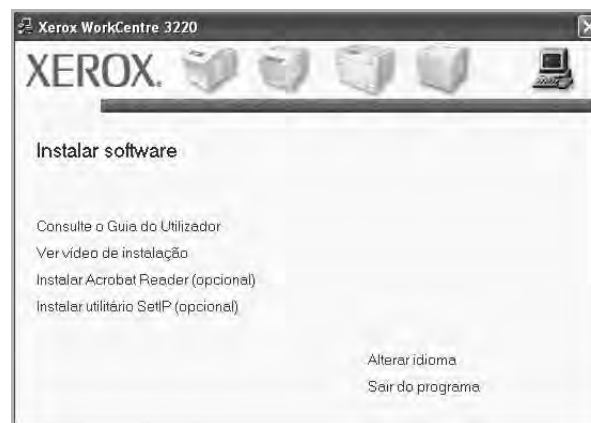 Xerox WorkCentre 3220
XEROX.
Instalar software
Consulte o Guia do Utilizador
Ver vídeo de instalação
Instalar Acrobat Reader (opcional)
Instalar utilitário SetIP (opcional)
Alterar idioma
Sair do programa